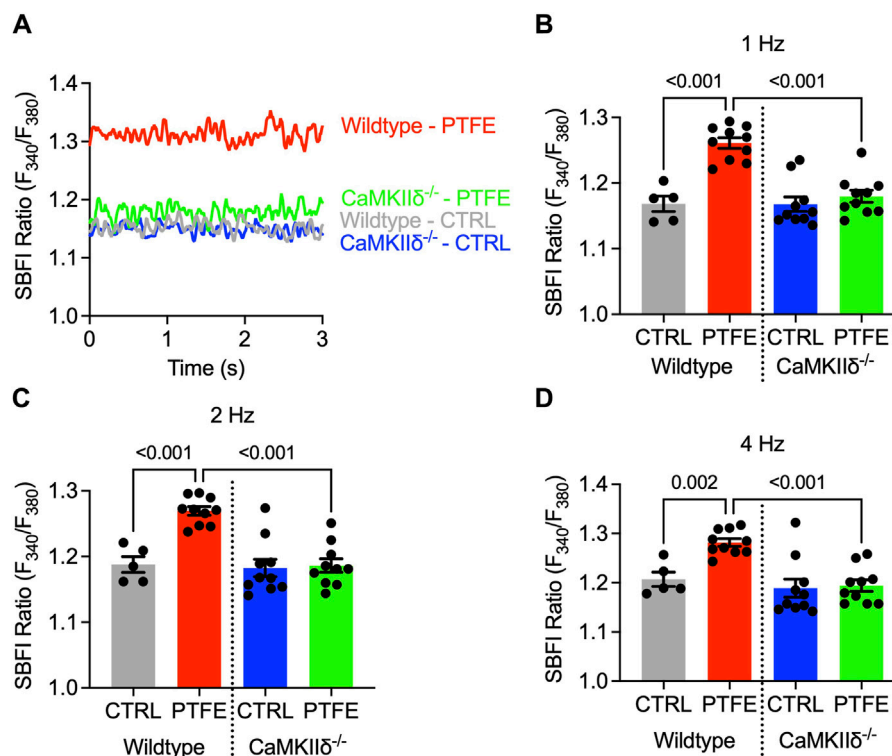 A
SBFI Ratio (F340/F380)
1.4
1.3
1.2
1.1
1.0
0
1
2
3
Time (s)
Wildtype - PTFE
CaMKIIδ-/- - PTFE
Wildtype - CTRL
CaMKIIδ-/- - CTRL
B
1 Hz
<0.001
<0.001
SBFI Ratio (F340/F380)
1.3
1.2
1.1
1.0
CTRL PTFE CTRL PTFE
Wildtype CaMKIIδ-/-
C
2 Hz
<0.001
<0.001
SBFI Ratio (F340/F380)
1.3
1.2
1.1
1.0
CTRL PTFE CTRL PTFE
Wildtype CaMKIIδ-/-
D
4 Hz
0.002
<0.001
SBFI Ratio (F340/F380)
1.4
1.3
1.2
1.1
1.0
CTRL PTFE CTRL PTFE
Wildtype CaMKIIδ-/-